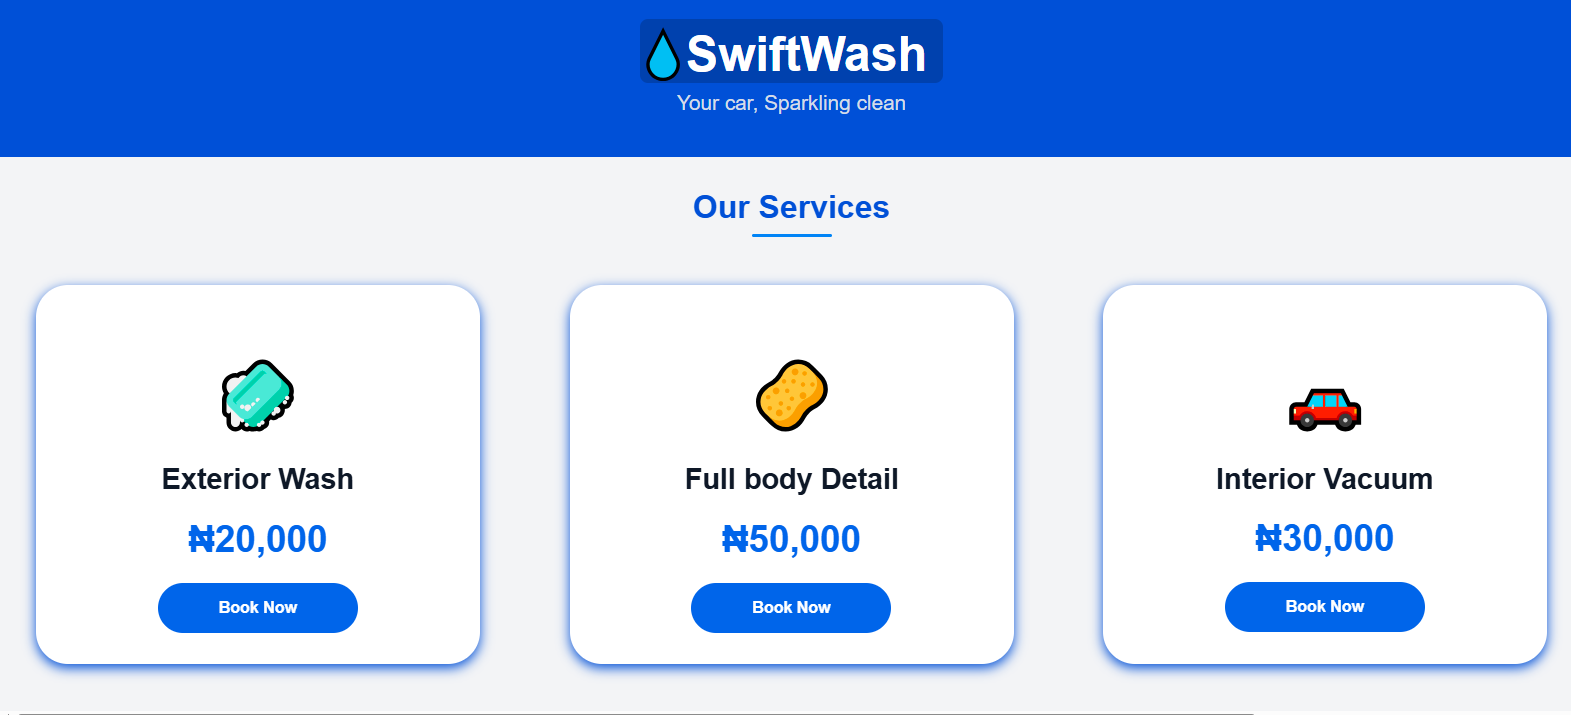 SwiftWash
Your car, Sparkling clean
Our Services
Exterior Wash
₦20,000
Book Now
Full body Detail
₦50,000
Book Now
Interior Vacuum
₦30,000
Book Now